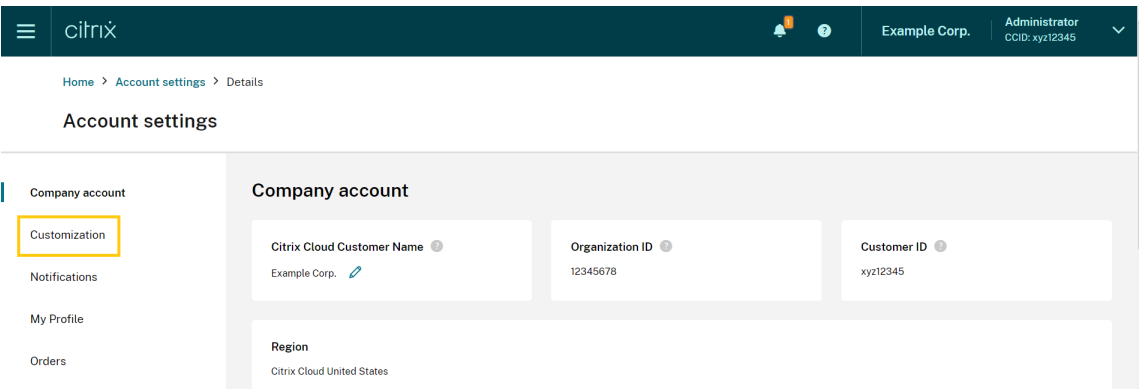 citrix
1
?
Example Corp.
Administrator
CCID: xyz12345
Home > Account settings > Details
Account settings
Company account
Customization
Notifications
My Profile
Orders
Company account
Citrix Cloud Customer Name ?
Example Corp.
Organization ID ?
12345678
Customer ID ?
xyz12345
Region
Citrix Cloud United States